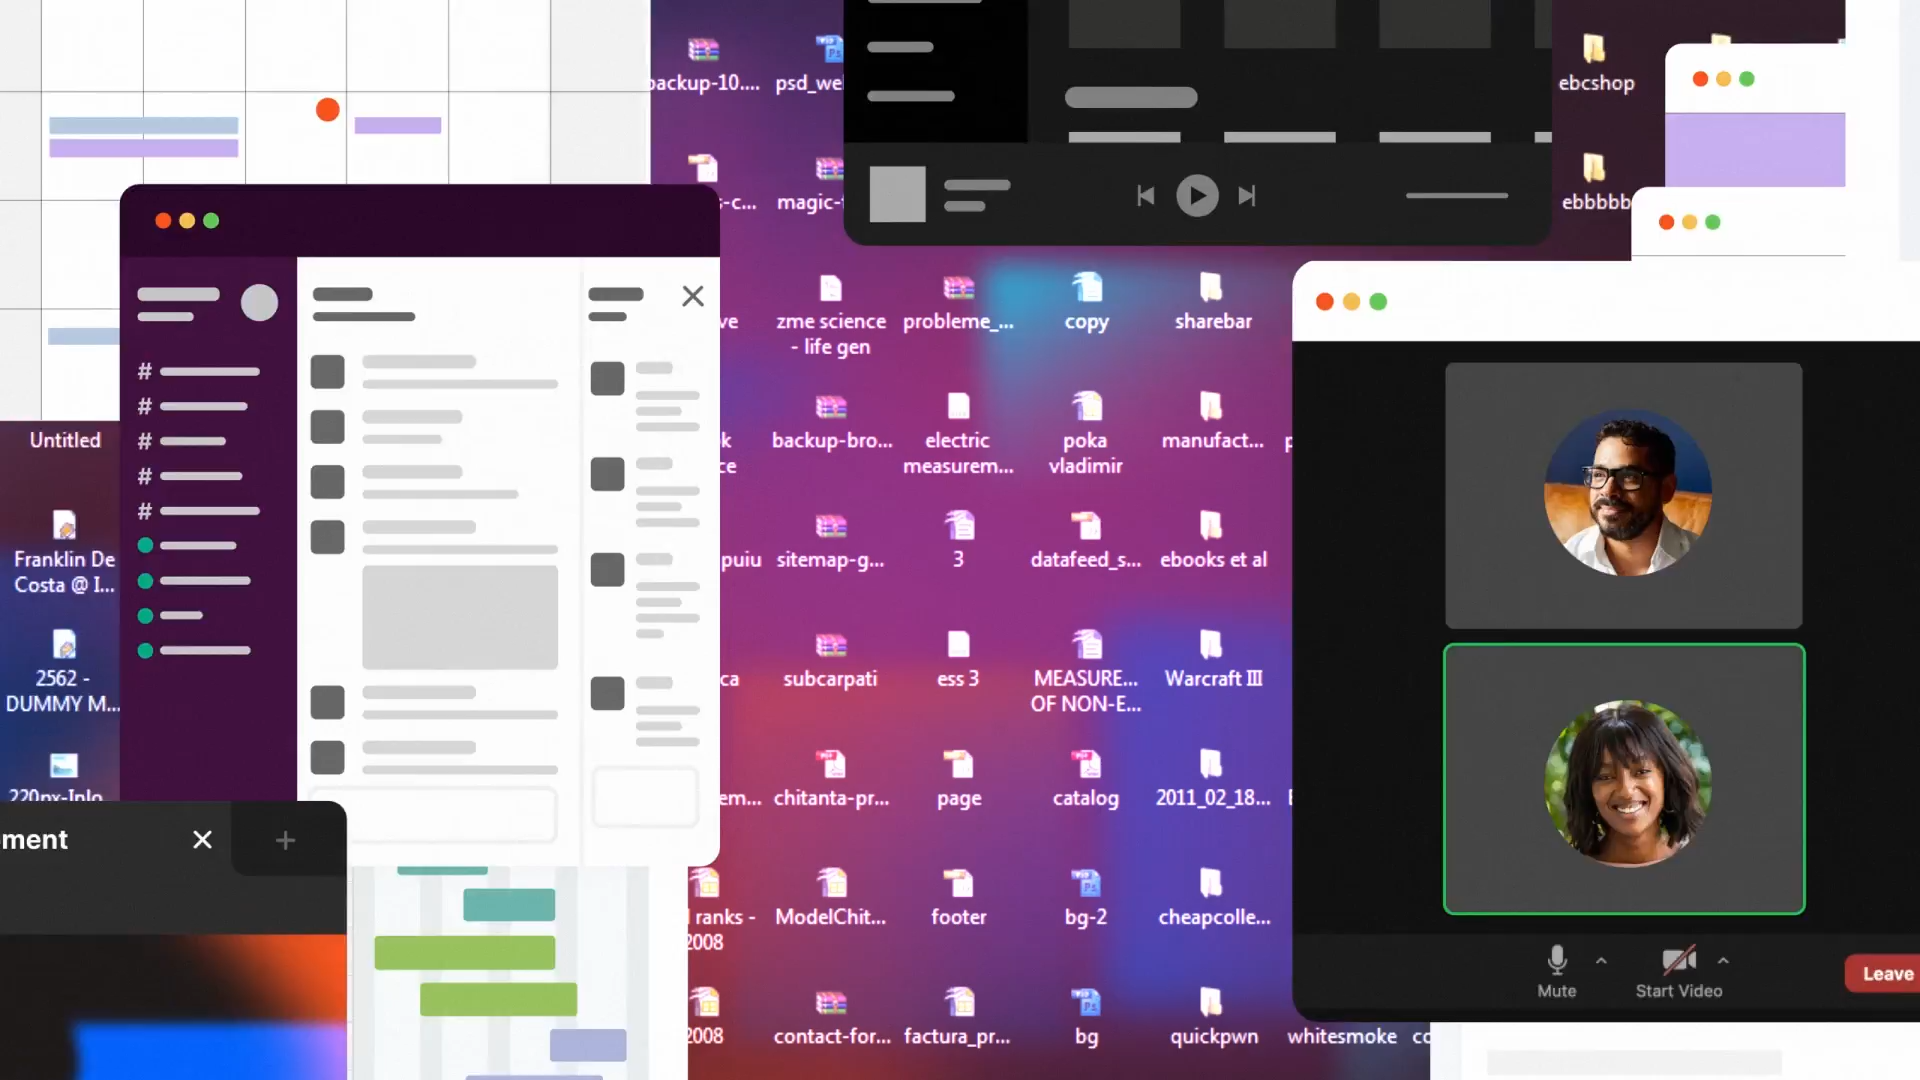 backup-10....
psd_we
ebcshop
s-c...
magic-
ebbbbb
ve
zme science
- life gen
probleme_...
copy
sharebar
Untitled
backup-bro...
electric
measurem...
poka
vladimir
manufact...
ce
Franklin De
Costa @ I...
puiu
sitemap-g...
3
datafeed_s...
ebooks et al
2562 -
DUMMY M...
ca
subcarpati
ess 3
MEASURE...
OF NON-E...
Warcraft III
220px-Inlo
em...
chitanta-pr...
page
catalog
2011_02_18...
ment
ranks -
2008
ModelChit...
footer
bg-2
cheapcolle...
Mute
Start Video
Leave
2008
contact-for...
factura_pr...
bg
quickpwn
whitesmoke